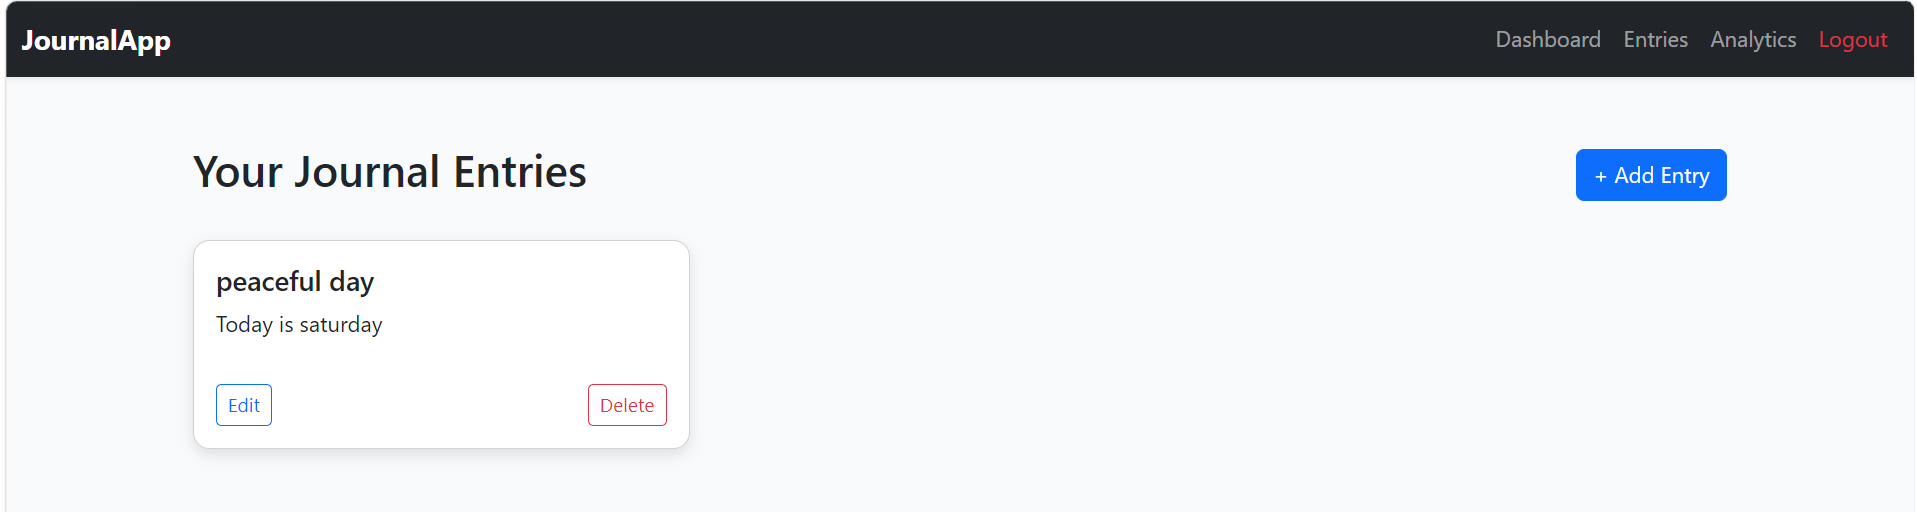 JournalApp
Dashboard Entries Analytics Logout
Your Journal Entries
+ Add Entry
peaceful day
Today is saturday
Edit
Delete